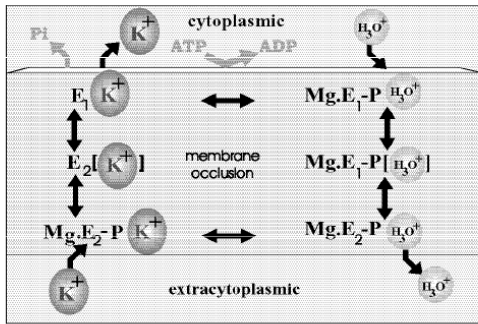 cytoplasmic
Pi K+ ATP ADP H3O+
E1 K+ Mg.E1-P H3O+
E2[K+] membrane occlusion Mg.E1-P[H3O+]
Mg.E2-P K+ Mg.E2-P H3O+
K+ extracytoplasmic H3O+